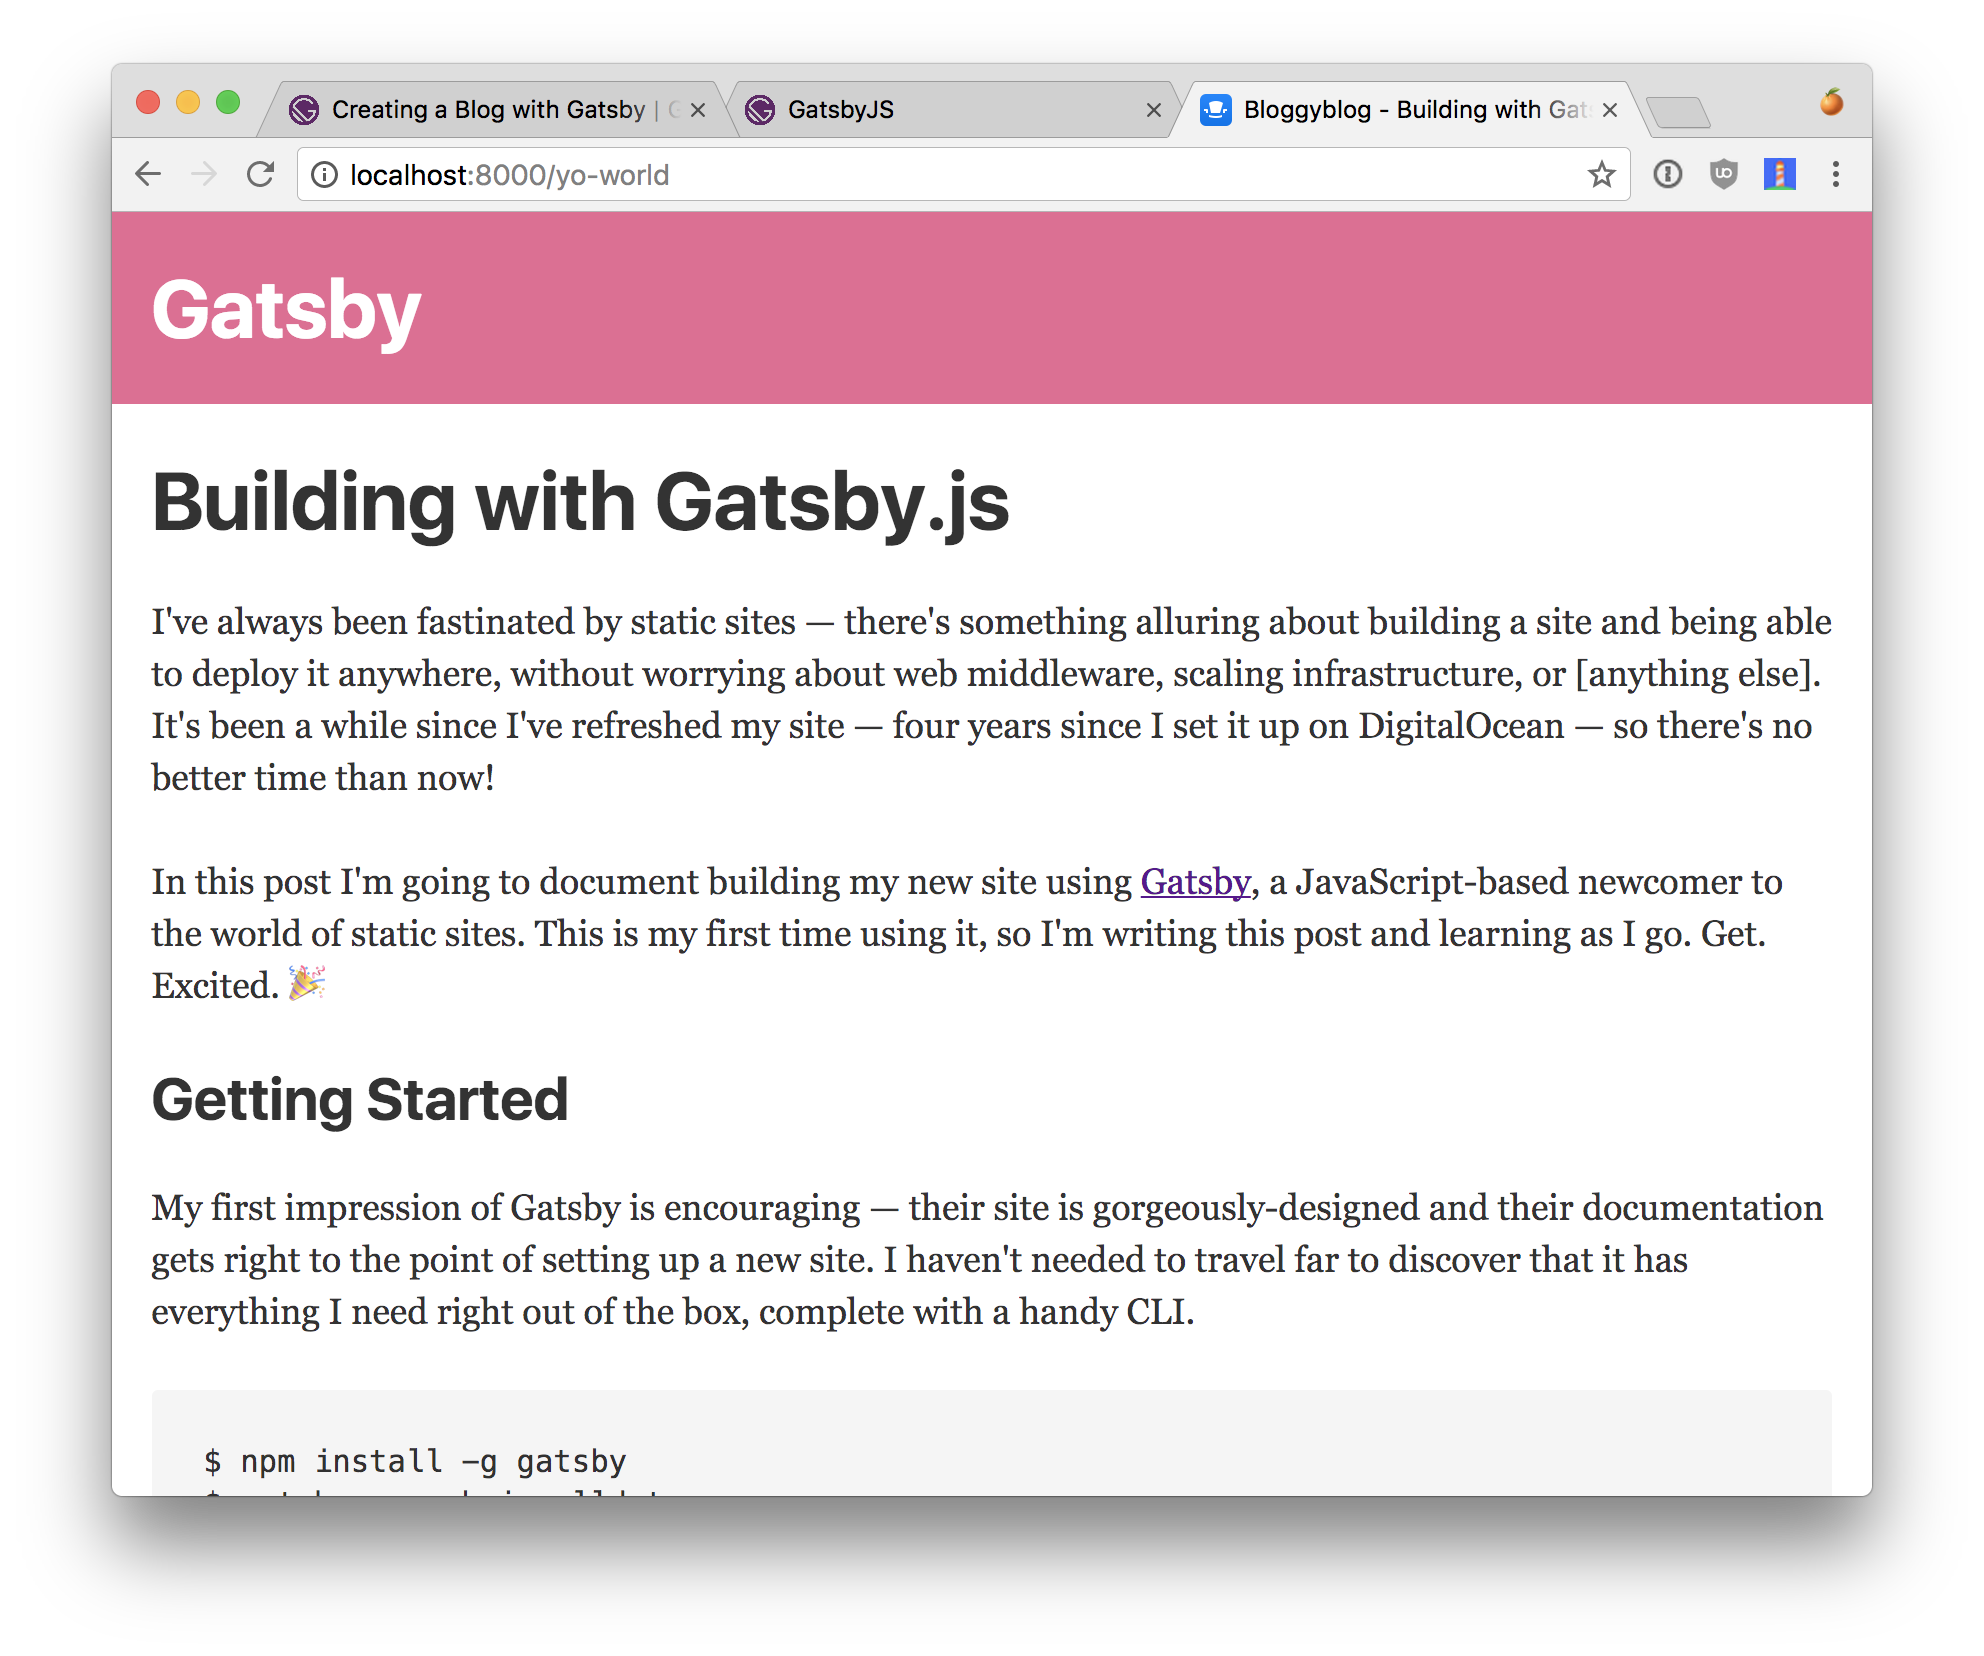 Creating a Blog with Gatsby |
GatsbyJS
Bloggyblog - Building with Gats
localhost:8000/yo-world
Gatsby
Building with Gatsby.js
I've always been fastinated by static sites — there's something alluring about building a site and being able
to deploy it anywhere, without worrying about web middleware, scaling infrastructure, or [anything else].
It's been a while since I've refreshed my site — four years since I set it up on DigitalOcean — so there's no
better time than now!
In this post I'm going to document building my new site using Gatsby, a JavaScript-based newcomer to
the world of static sites. This is my first time using it, so I'm writing this post and learning as I go. Get.
Excited. 🎉
Getting Started
My first impression of Gatsby is encouraging — their site is gorgeously-designed and their documentation
gets right to the point of setting up a new site. I haven't needed to travel far to discover that it has
everything I need right out of the box, complete with a handy CLI.
$ npm install -g gatsby